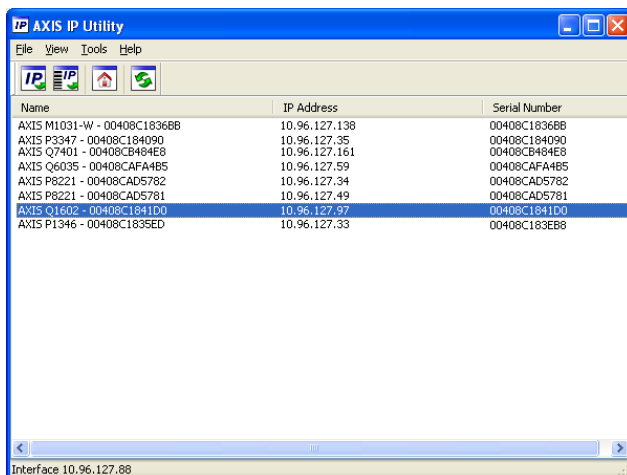 IP AXIS IP Utility
File View Tools Help
IP IP
Name IP Address Serial Number
AXIS M1031-W - 00408C1836BB 10.96.127.138 00408C1836BB
AXIS P3347 - 00408C184090 10.96.127.35 00408C184090
AXIS Q7401 - 00408CB484E8 10.96.127.161 00408CB484E8
AXIS Q6035 - 00408CAFA4B5 10.96.127.59 00408CAFA4B5
AXIS P8221 - 00408CAD5782 10.96.127.34 00408CAD5782
AXIS P8221 - 00408CAD5781 10.96.127.49 00408CAD5781
AXIS Q1602 - 00408C1841D0 10.96.127.97 00408C1841D0
AXIS P1346 - 00408C1835ED 10.96.127.33 00408C183EB8
Interface 10.96.127.88